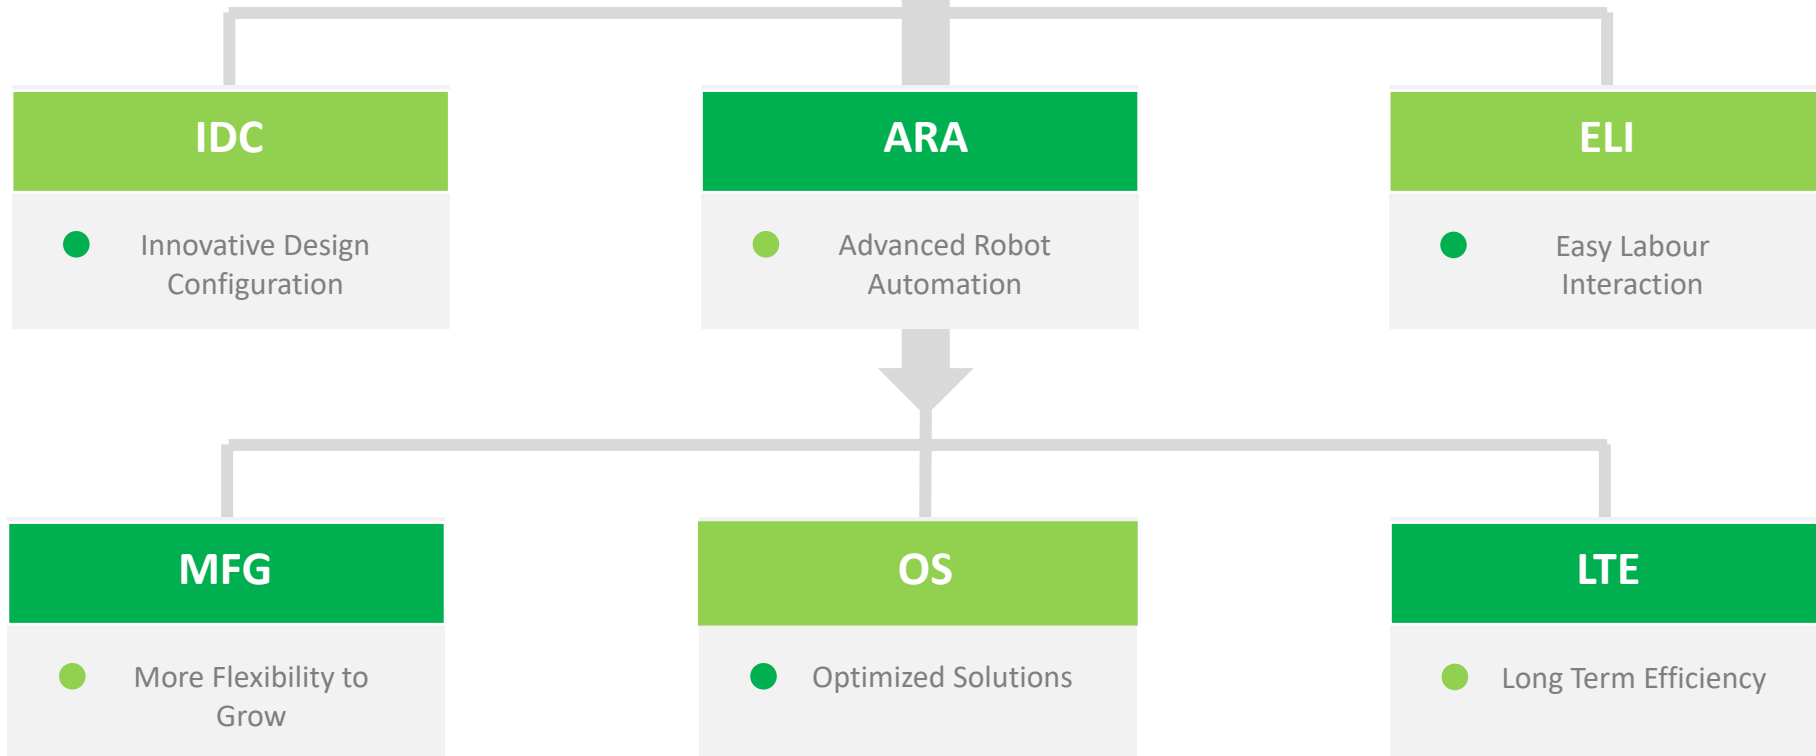 IDC
Innovative Design
Configuration
ARA
Advanced Robot
Automation
ELI
Easy Labour
Interaction
MFG
More Flexibility to
Grow
OS
Optimized Solutions
LTE
Long Term Efficiency